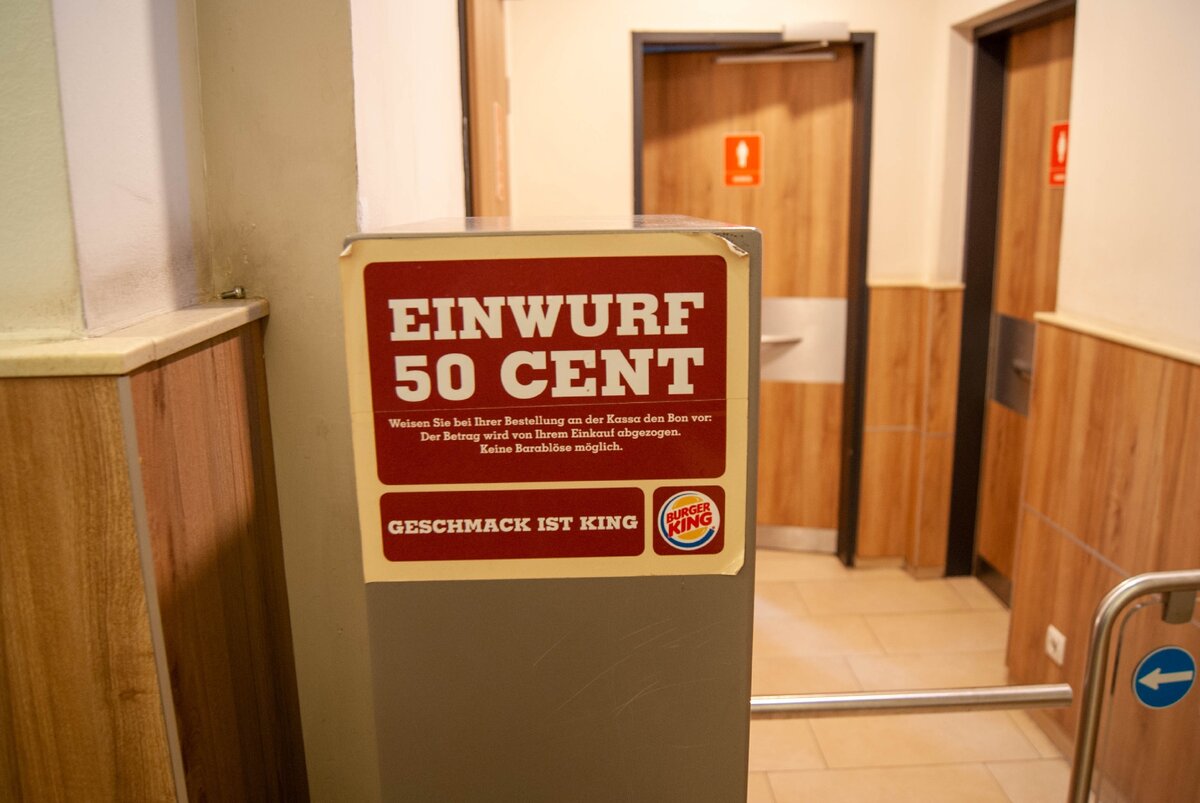 EINWURF
50 CENT
Weisen Sie bei Ihrer Bestellung an der Kassa den Bon vor:
Der Betrag wird von Ihrem Einkauf abgezogen.
Keine Barablöse möglich.
GESCHMACK IST KING
BURGER
KING